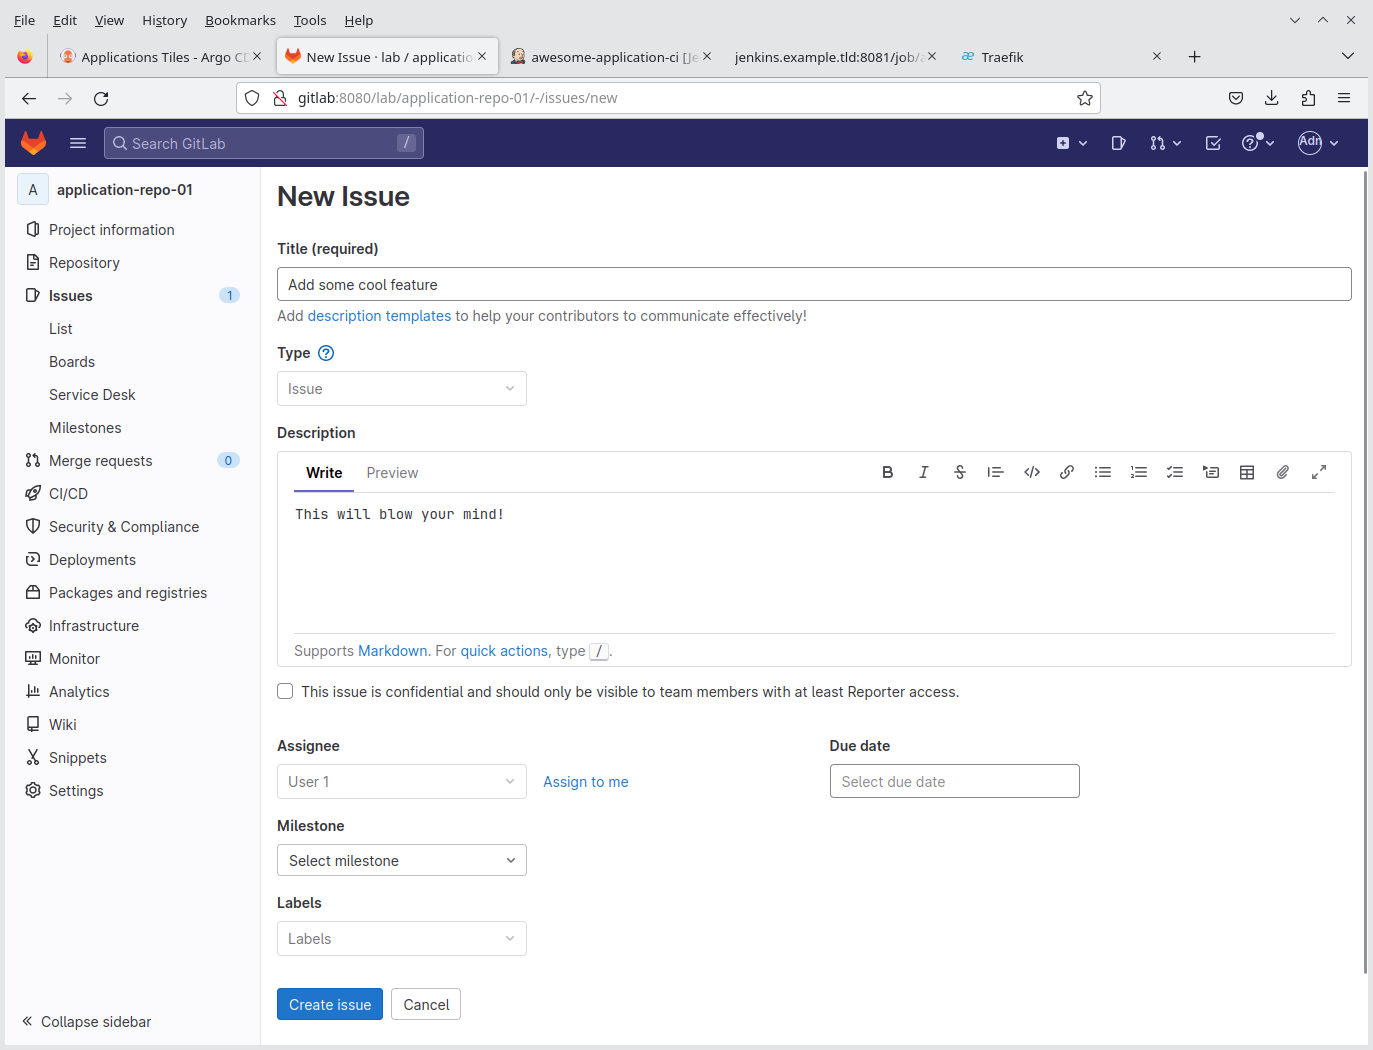 File Edit View History Bookmarks Tools Help
Applications Tiles - Argo CD
New Issue · lab / applicatio
awesome-application-ci [Je
jenkins.example.tld:8081/job/a
Traefik
gitlab:8080/lab/application-repo-01/-/issues/new
Search GitLab /
Adn
A application-repo-01
Project information
Repository
Issues 1
List
Boards
Service Desk
Milestones
Merge requests 0
CI/CD
Security & Compliance
Deployments
Packages and registries
Infrastructure
Monitor
Analytics
Wiki
Snippets
Settings
Collapse sidebar
New Issue
Title (required)
Add some cool feature
Add description templates to help your contributors to communicate effectively!
Type
Issue
Description
Write Preview
This will blow your mind!
Supports Markdown. For quick actions, type /.
This issue is confidential and should only be visible to team members with at least Reporter access.
Assignee
User 1 Assign to me
Due date
Select due date
Milestone
Select milestone
Labels
Labels
Create issue Cancel